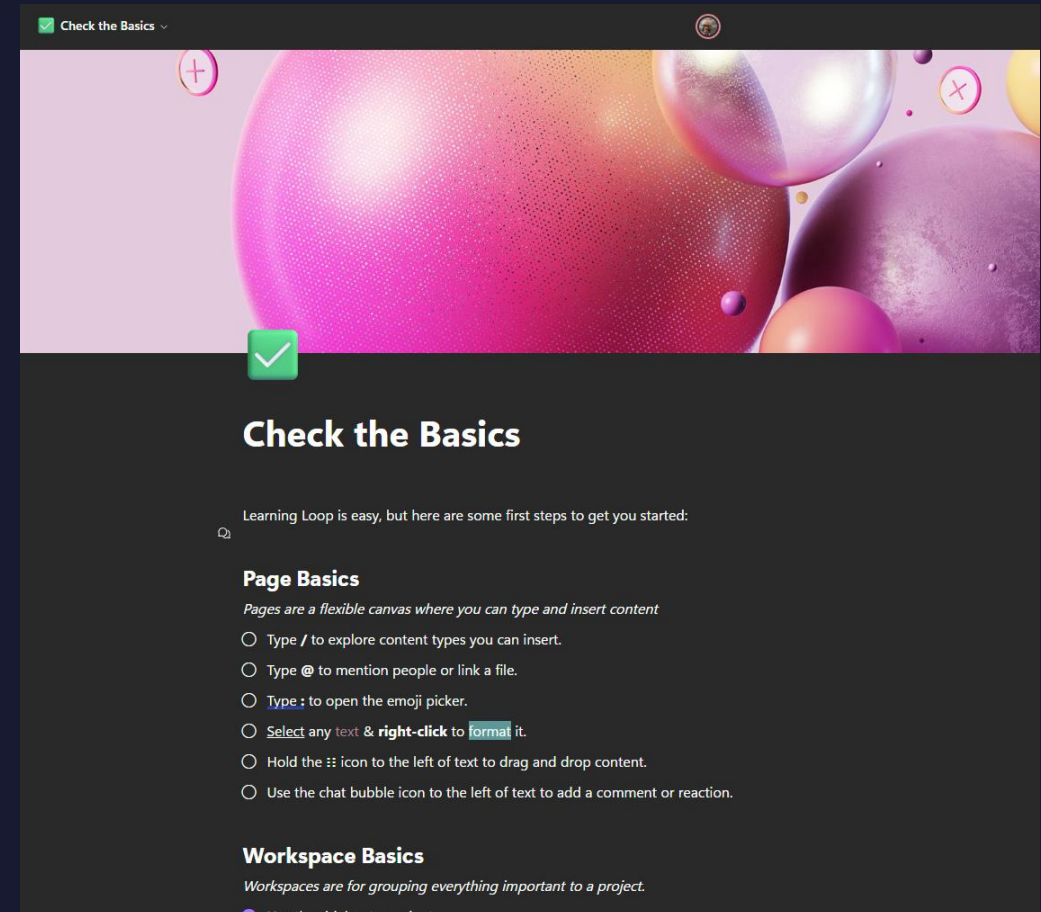 Check the Basics
Check the Basics
Learning Loop is easy, but here are some first steps to get you started:
Page Basics
Pages are a flexible canvas where you can type and insert content
Type / to explore content types you can insert.
Type @ to mention people or link a file.
Type : to open the emoji picker.
Select any text & right-click to format it.
Hold the ⠿ icon to the left of text to drag and drop content.
Use the chat bubble icon to the left of text to add a comment or reaction.
Workspace Basics
Workspaces are for grouping everything important to a project.